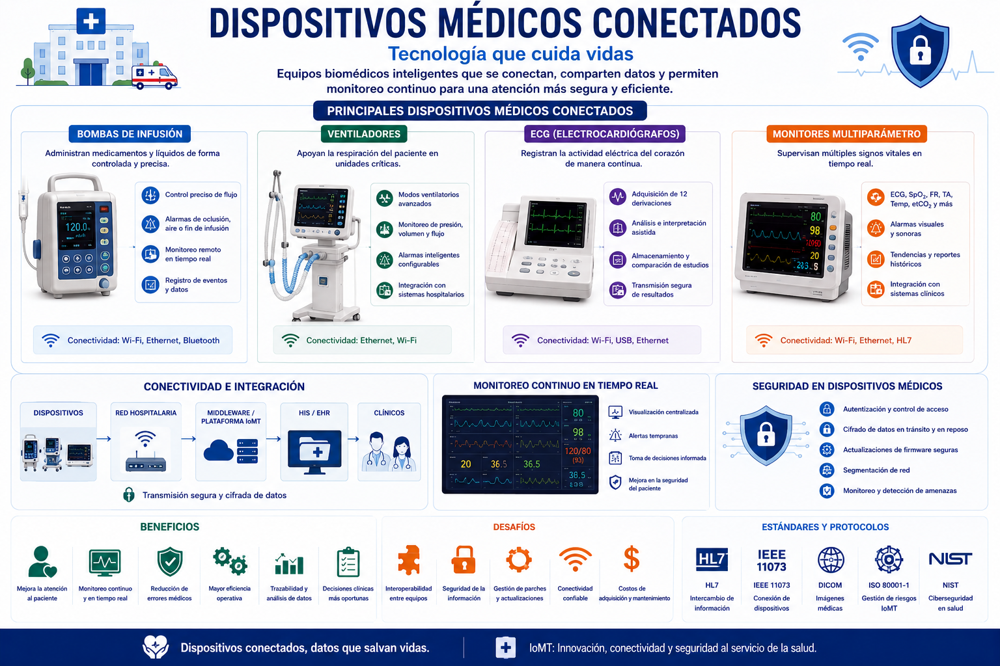 DISPOSITIVOS MÉDICOS CONECTADOS
Tecnología que cuida vidas
Equipos biomédicos inteligentes que se conectan, comparten datos y permiten
monitoreo continuo para una atención más segura y eficiente.
PRINCIPALES DISPOSITIVOS MÉDICOS CONECTADOS
BOMBAS DE INFUSIÓN
Administran medicamentos y líquidos de forma
controlada y precisa.
120.0
Control preciso de flujo
Alarmas de oclusión,
aire o fin de infusión
Monitoreo remoto
en tiempo real
Registro de eventos
y datos
Conectividad: Wi-Fi, Ethernet, Bluetooth
VENTILADORES
Apoyan la respiración del paciente en
unidades críticas.
Modos ventilatorios
avanzados
Monitoreo de presión,
volumen y flujo
Alarmas inteligentes
configurables
Integración con
sistemas hospitalarios
Conectividad: Ethernet, Wi-Fi
ECG (ELECTROCARDIÓGRAFOS)
Registran la actividad eléctrica del corazón
de manera continua.
Adquisición de 12
derivaciones
Análisis e interpretación
asistida
Almacenamiento y
comparación de estudios
Transmisión segura
de resultados
Conectividad: Wi-Fi, USB, Ethernet
MONITORES MULTIPARÁMETRO
Supervisan múltiples signos vitales en
tiempo real.
80
98
20
ECG, SpO₂, FR, TA,
Temp, etCO₂ y más
Alarmas visuales
y sonoras
Tendencias y reportes
históricos
Integración con
sistemas clínicos
Conectividad: Wi-Fi, Ethernet, HL7
CONECTIVIDAD E INTEGRACIÓN
DISPOSITIVOS
RED HOSPITALARIA
MIDDLEWARE /
PLATAFORMA IoMT
HIS / EHR
CLÍNICOS
Transmisión segura y cifrada de datos
MONITOREO CONTINUO EN TIEMPO REAL
80
98
120/80
(93)
20
36.5
36.5
36.5
Visualización centralizada
Alertas tempranas
Toma de decisiones informada
Mejora en la seguridad
del paciente
SEGURIDAD EN DISPOSITIVOS MÉDICOS
Autentización y control de acceso
Cifrado de datos en tránsito y en reposo
Actualizaciones de firmware seguras
Segmentación de red
Monitoreo y detección de amenazas
BENEFICIOS
Mejora la atención
al paciente
Monitoreo continuo
y en tiempo real
Reducción de
errores médicos
Mayor eficiencia
operativa
Trazabilidad y
análisis de datos
Decisiones clínicas
más oportunas
DESAFÍOS
Interoperabilidad
entre equipos
Seguridad de la
información
Gestión de parches
y actualizaciones
Conectividad
confiable
$
Costos de
adquisición y mantenimiento
ESTÁNDARES Y PROTOCOLOS
HL7
HL7
Intercambio de
información
IEEE
11073
IEEE 11073
Conexión de
dispositivos
DICOM
Imágenes
médicas
ISO 80001-1
Gestión de riesgos
IoMT
NIST
NIST
Ciberseguridad
en salud
Dispositivos conectados, datos que salvan vidas.
IoMT: Innovación, conectividad y seguridad al servicio de la salud.